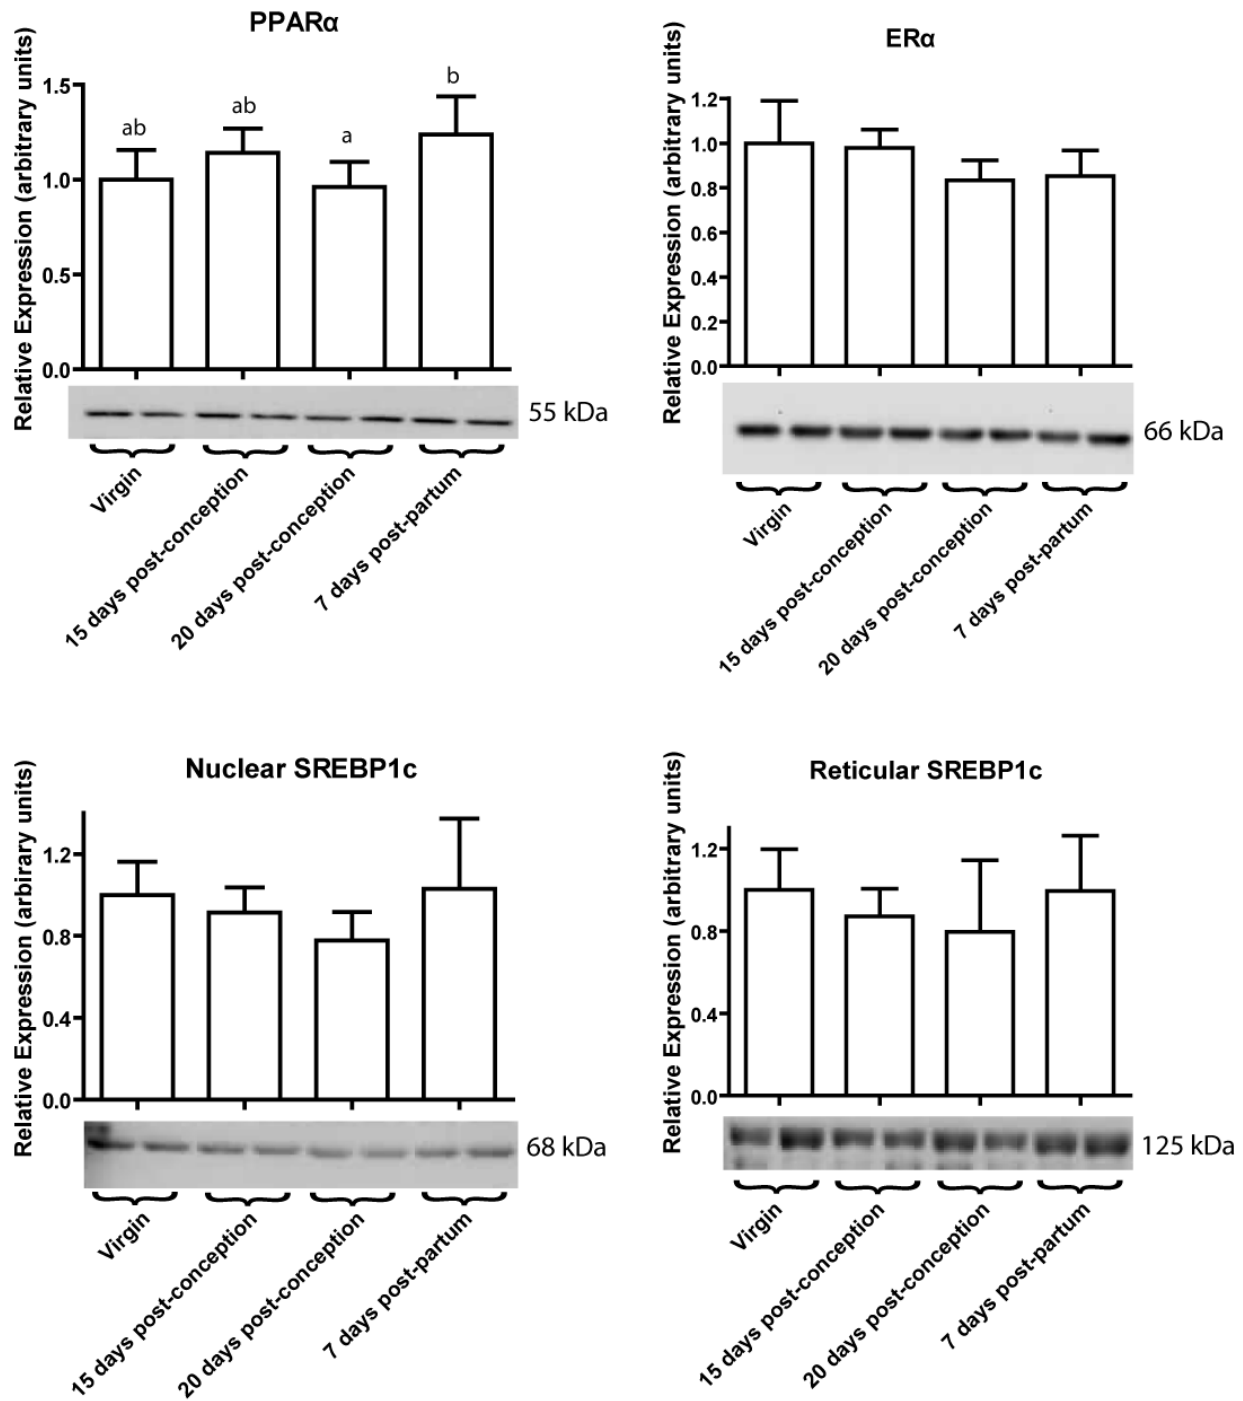 PPARα
Relative Expression (arbitrary units)
1.5
1.0
0.5
0.0
ab
ab
a
b
55 kDa
Virgin
15 days post-conception
20 days post-conception
7 days post-partum
ERα
Relative Expression (arbitrary units)
1.2
1.0
0.8
0.6
0.4
0.2
0.0
66 kDa
Virgin
15 days post-conception
20 days post-conception
7 days post-partum
Nuclear SREBP1c
Relative Expression (arbirary units)
1.2
0.8
0.4
0.0
68 kDa
Virgin
15 days post-conception
20 days post-conception
7 days post-partum
Reticular SREBP1c
Relative Expression (arbitrary units)
1.2
0.8
0.4
0.0
125 kDa
Virgin
15 days post-conception
20 days post-conception
7 days post-partum